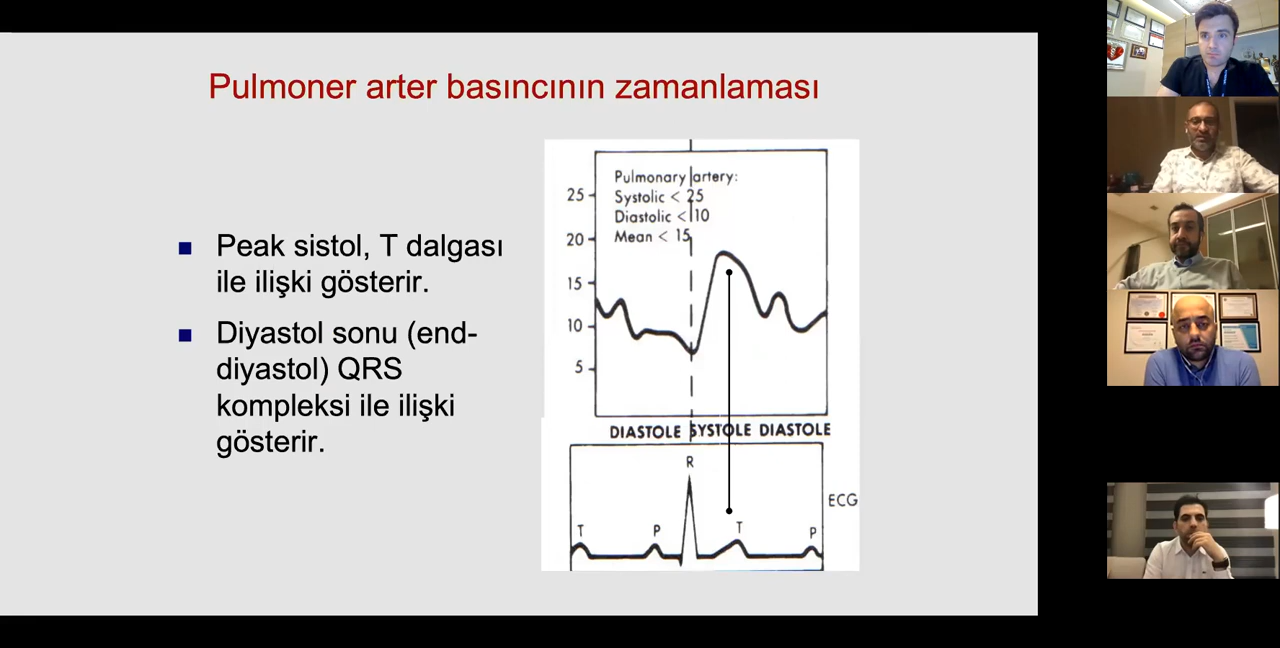 Pulmoner arter basıncının zamanlaması
Peak sistol, T dalgası
ile ilişki gösterir.
Diyastol sonu (end-
diyastol) QRS
kompleksi ile ilişki
gösterir.
Pulmonary artery:
Systolic < 25
Diastolic < 10
Mean < 15
25
20
15
10
5
DIASTOLE SYSTOLE DIASTOLE
R
ECG
T P T P